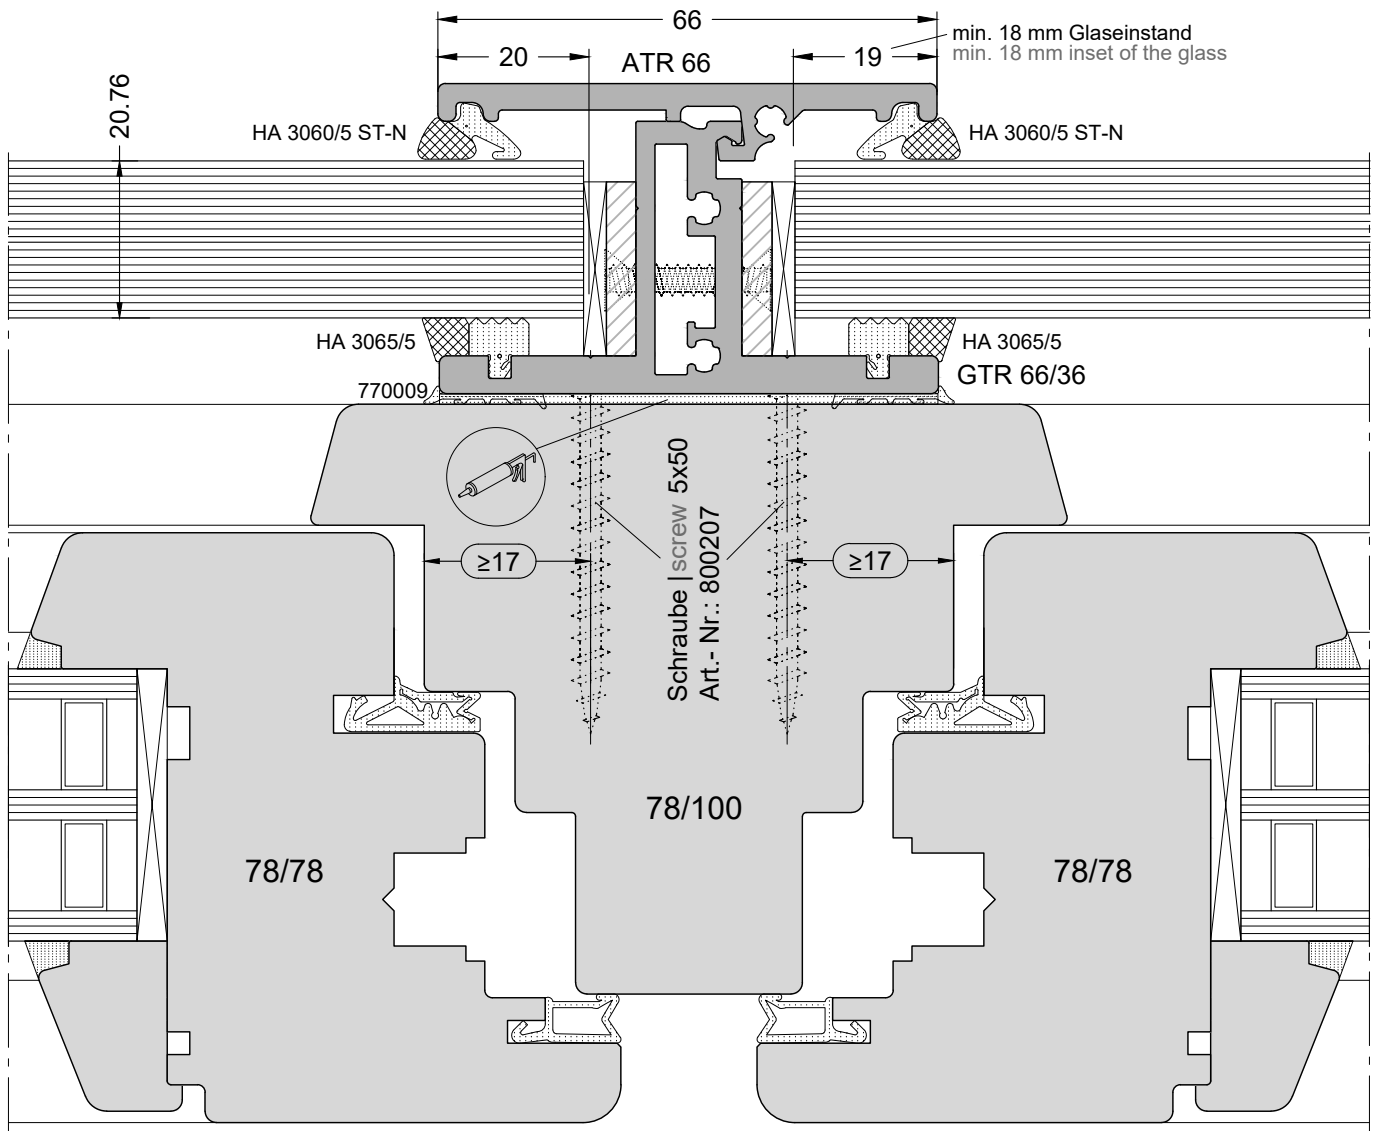 66
min. 18 mm Glaseinstand
min. 18 mm inset of the glass
20
ATR 66
19
20.76
HA 3060/5 ST-N
HA 3060/5 ST-N
HA 3065/5
HA 3065/5
GTR 66/36
770009
Schraube | screw 5x50
Art.- Nr.: 800207
≥17
≥17
78/100
78/78
78/78